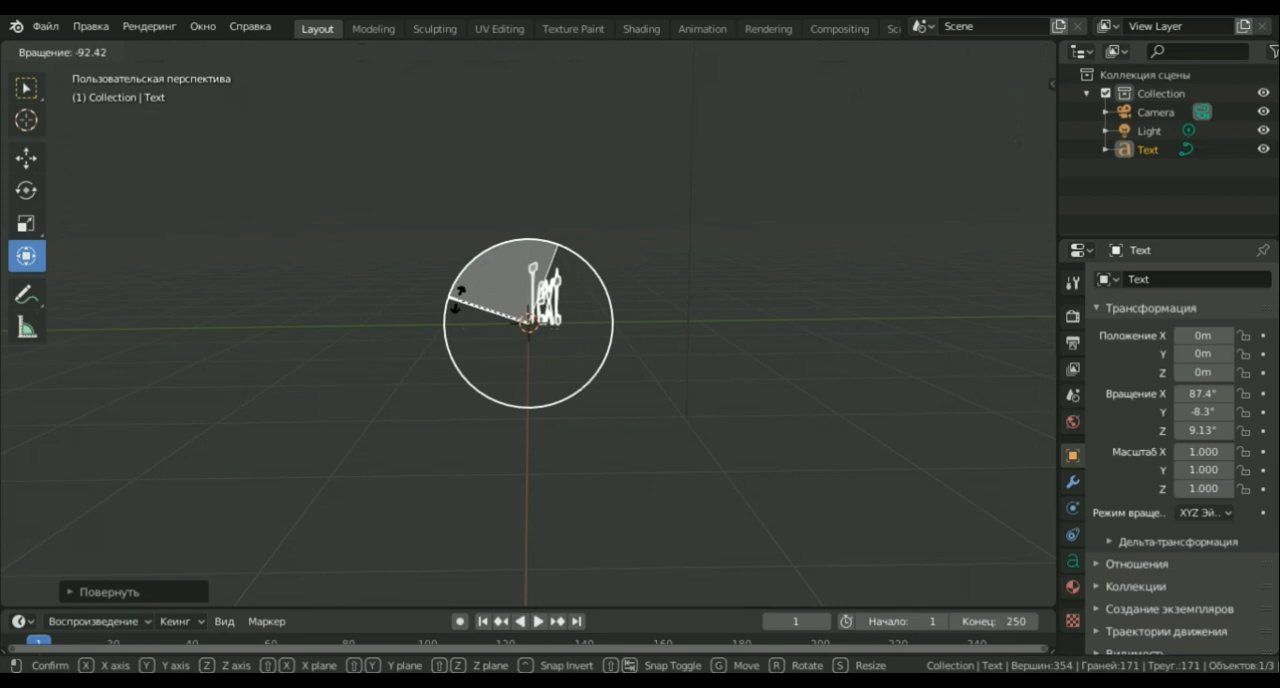 Файл Правка Рендеринг Окно Справка Layout Modeling Sculpting UV Editing Texture Paint Shading Animation Rendering Compositing Scene View Layer
Вращение: -92.42
Пользовательская перспектива
(1) Collection | Text
Коллекция сцены
Collection
Camera
Light
Text
Text
Text
Трансформация
Положение X 0m
Y 0m
Z 0m
Вращение X 87.4°
Y -8.3°
Z 9.13°
Масштаб X 1.000
Y 1.000
Z 1.000
Режим враще.. XYZ Эй..
Дельта-трансформация
Отношения
Коллекции
Создание экземпляров
Траектории движения
Видимость
Повернуть
Воспроизведение Кеинг Вид Маркер 1 Начало: 1 Конец: 250
1 20 40 60 80 100 120 140 160 180 200 220 240
Confirm X X axis Y Y axis Z Z axis X X plane Y Y plane Z Z plane Snap Invert Snap Toggle G Move R Rotate S Resize Collection | Text | Вершин:354 | Граней:171 | Треуг.:171 | Объектов:1/3